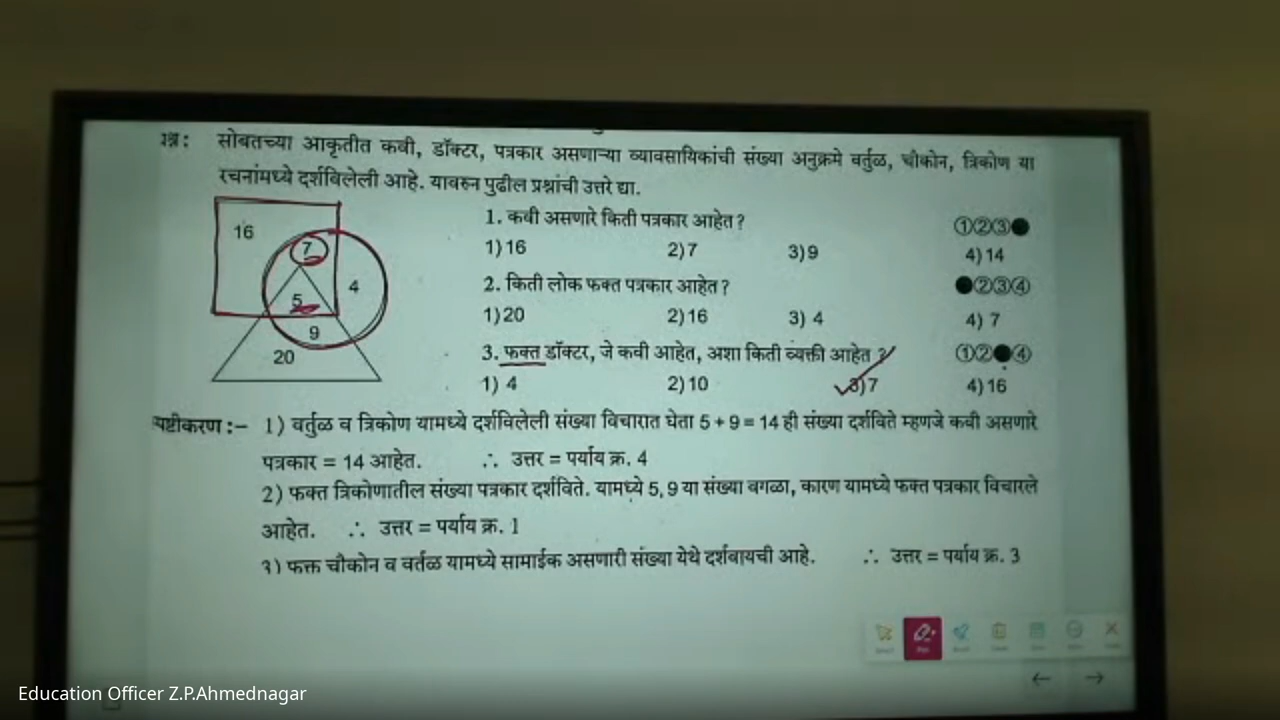 प्रश्न: सोबतच्या आकृतीत कवी, डॉक्टर, पत्रकार असणाऱ्या व्यावसायिकांची संख्या अनुक्रमे वर्तुळ, चौकोन, त्रिकोण या
रचनांमध्ये दर्शविलेली आहे. यावरुन पुढील प्रश्नांची उत्तरे द्या.
16
7
4
5
9
20
1. कवी असणारे किती पत्रकार आहेत ? ①②③●
1) 16 2) 7 3) 9 4) 14
2. किती लोक फक्त पत्रकार आहेत ? ●②③④
1) 20 2) 16 3) 4 4) 7
3. फक्त डॉक्टर, जे कवी आहेत, अशा किती व्यक्ती आहेत ? ①②●④
1) 4 2) 10 3) 7 4) 16
स्पष्टीकरण :– 1) वर्तुळ व त्रिकोण यामध्ये दर्शविलेली संख्या विचारात घेता 5 + 9 = 14 ही संख्या दर्शविते म्हणजे कवी असणारे
पत्रकार = 14 आहेत. ∴ उत्तर = पर्याय क्र. 4
2) फक्त त्रिकोणातील संख्या पत्रकार दर्शविते. यामध्ये 5, 9 या संख्या वगळा, कारण यामध्ये फक्त पत्रकार विचारले
आहेत. ∴ उत्तर = पर्याय क्र. 1
3) फक्त चौकोन व वर्तळ यामध्ये सामाईक असणारी संख्या येथे दर्शवायची आहे. ∴ उत्तर = पर्याय क्र. 3
Education Officer Z.P.Ahmednagar